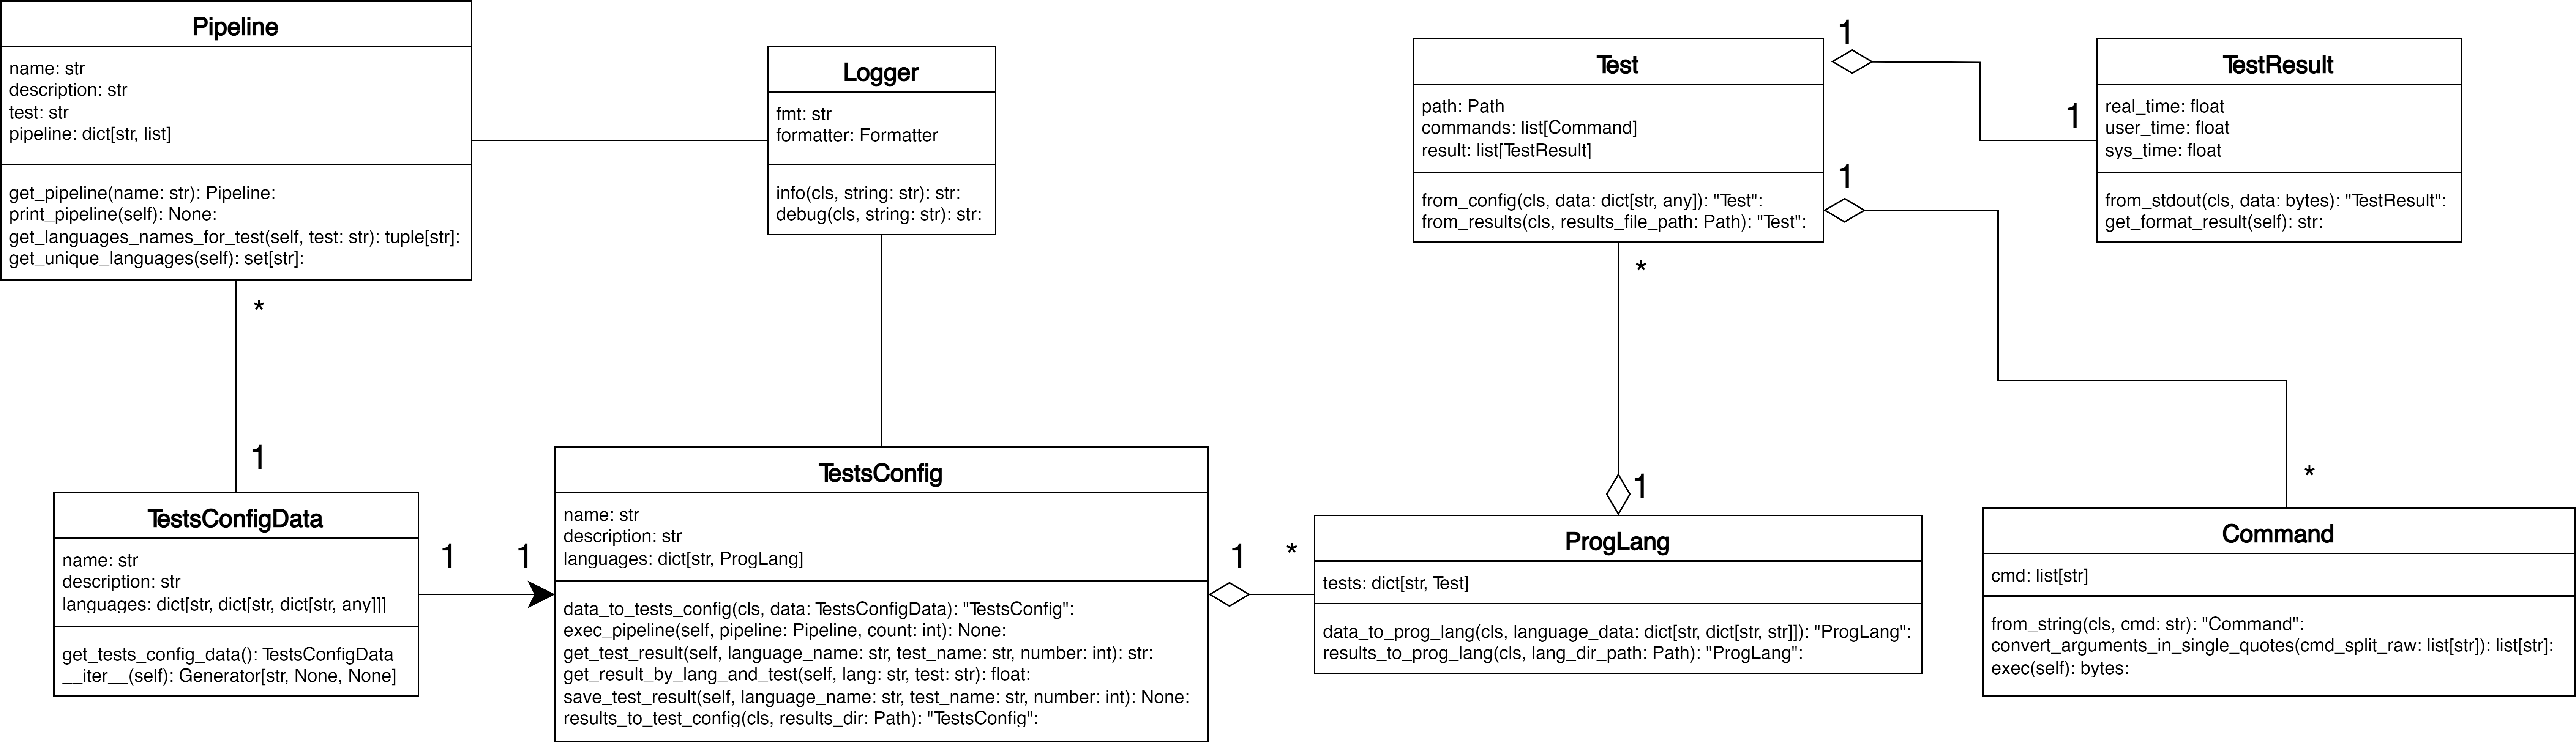 Pipeline
name: str
description: str
test: str
pipeline: dict[str, list]
get_pipeline(name: str): Pipeline:
print_pipeline(self): None:
get_languages_names_for_test(self, test: str): tuple[str]:
get_unique_languages(self): set[str]:
*
1
Logger
fmt: str
formatter: Formatter
info(cls, string: str): str:
debug(cls, string: str): str:
Test
path: Path
commands: list[Command]
result: list[TestResult]
from_config(cls, data: dict[str, any]): "Test":
from_results(cls, results_file_path: Path): "Test":
1
1
1
*
*
1
TestResult
real_time: float
user_time: float
sys_time: float
from_stdout(cls, data: bytes): "TestResult":
get_format_result(self): str:
TestsConfigData
name: str
description: str
languages: dict[str, dict[str, dict[str, any]]]
get_tests_config_data(): TestsConfigData
__iter__(self): Generator[str, None, None]
1
1
TestsConfig
name: str
description: str
languages: dict[str, ProgLang]
data_to_tests_config(cls, data: TestsConfigData): "TestsConfig":
exec_pipeline(self, pipeline: Pipeline, count: int): None:
get_test_result(self, language_name: str, test_name: str, number: int): str:
get_result_by_lang_and_test(self, lang: str, test: str): float:
save_test_result(self, language_name: str, test_name: str, number: int): None:
results_to_test_config(cls, results_dir: Path): "TestsConfig":
1
*
ProgLang
tests: dict[str, Test]
data_to_prog_lang(cls, language_data: dict[str, dict[str, str]]): "ProgLang":
results_to_prog_lang(cls, lang_dir_path: Path): "ProgLang":
Command
cmd: list[str]
from_string(cls, cmd: str): "Command":
convert_arguments_in_single_quotes(cmd_split_raw: list[str]): list[str]:
exec(self): bytes: